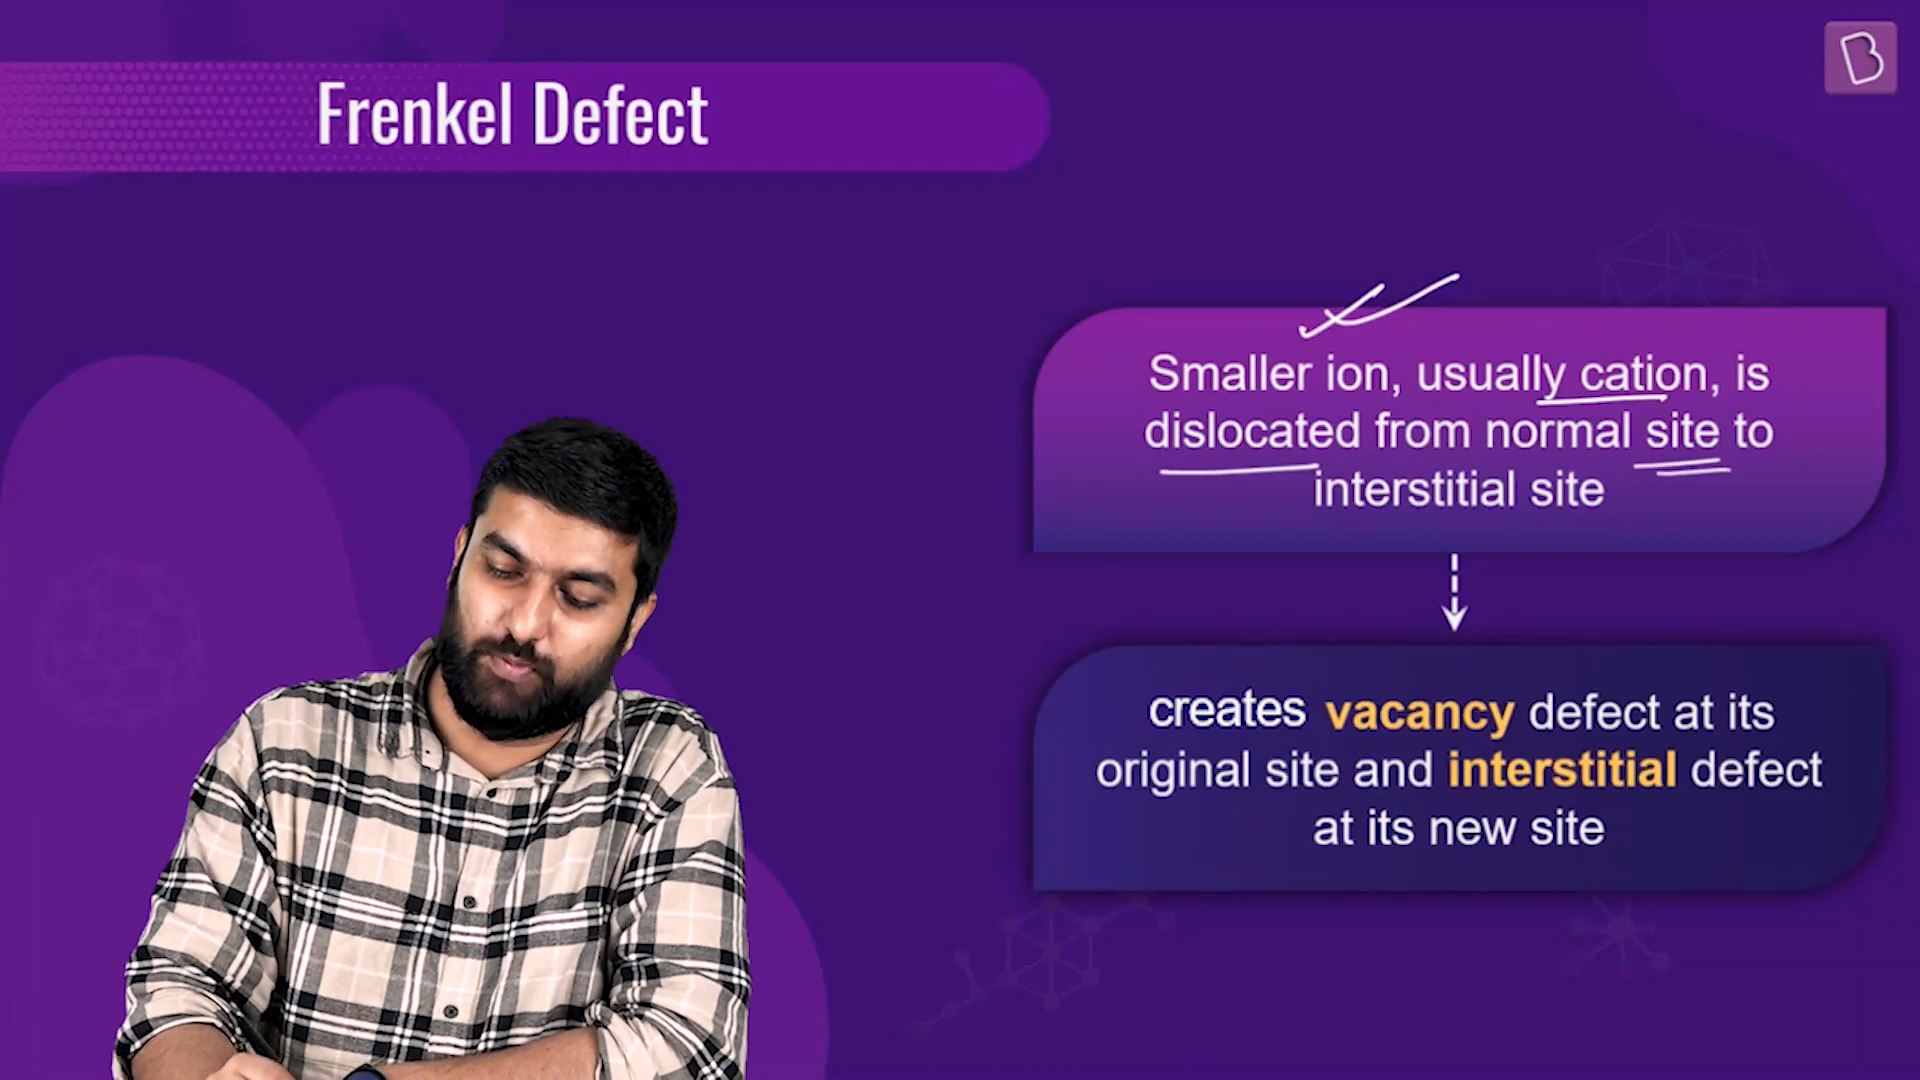 Frenkel Defect
B
Smaller ion, usually cation, is
dislocated from normal site to
interstitial site
creates vacancy defect at its
original site and interstitial defect
at its new site